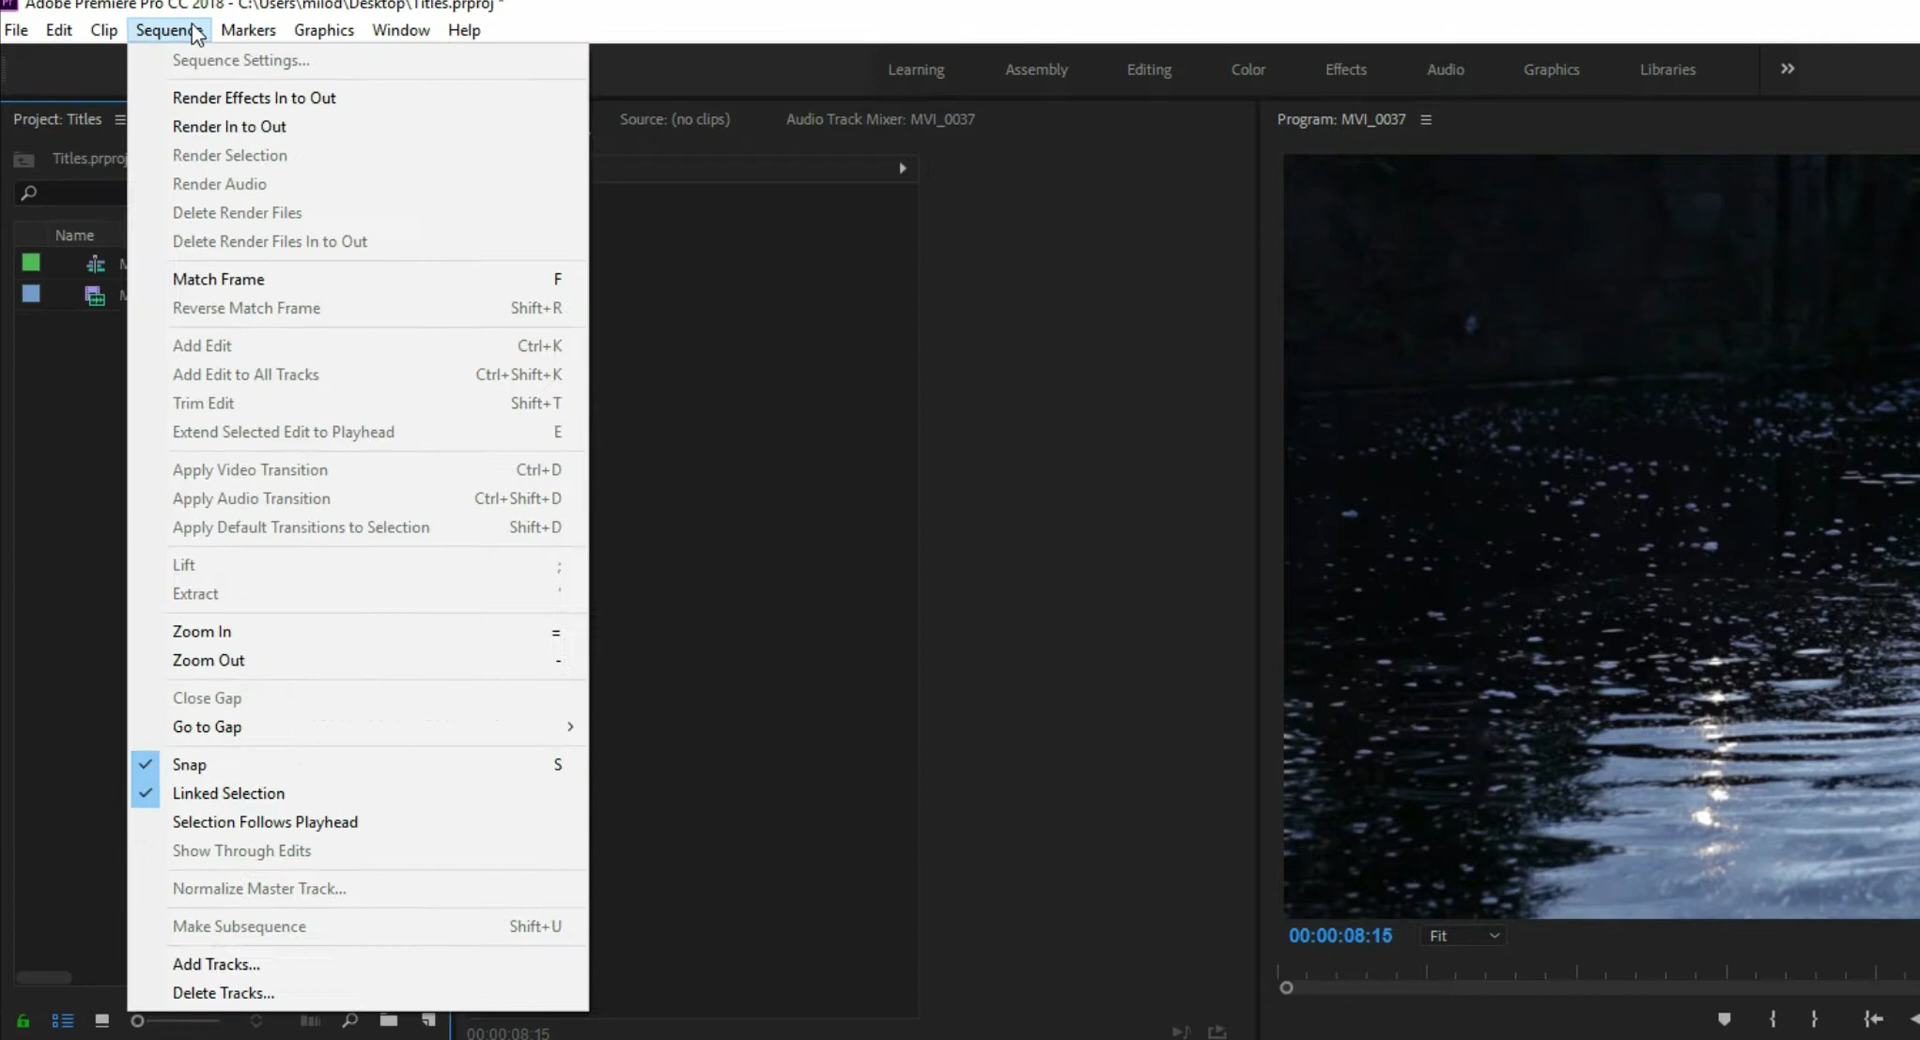 Adobe Premiere Pro CC 2018 - C:\Users\milod\Desktop\Titles.prproj *
File Edit Clip Sequence Markers Graphics Window Help
Learning Assembly Editing Color Effects Audio Graphics Libraries
Project: Titles
Source: (no clips) Audio Track Mixer: MVI_0037
Program: MVI_0037
Titles.prproj
Name
Sequence Settings...
Render Effects In to Out
Render In to Out
Render Selection
Render Audio
Delete Render Files
Delete Render Files In to Out
Match Frame F
Reverse Match Frame Shift+R
Add Edit Ctrl+K
Add Edit to All Tracks Ctrl+Shift+K
Trim Edit Shift+T
Extend Selected Edit to Playhead E
Apply Video Transition Ctrl+D
Apply Audio Transition Ctrl+Shift+D
Apply Default Transitions to Selection Shift+D
Lift ;
Extract '
Zoom In =
Zoom Out -
Close Gap
Go to Gap
Snap S
Linked Selection
Selection Follows Playhead
Show Through Edits
Normalize Master Track...
Make Subsequence Shift+U
Add Tracks...
Delete Tracks...
00:00:08:15 Fit
00:00:08:15